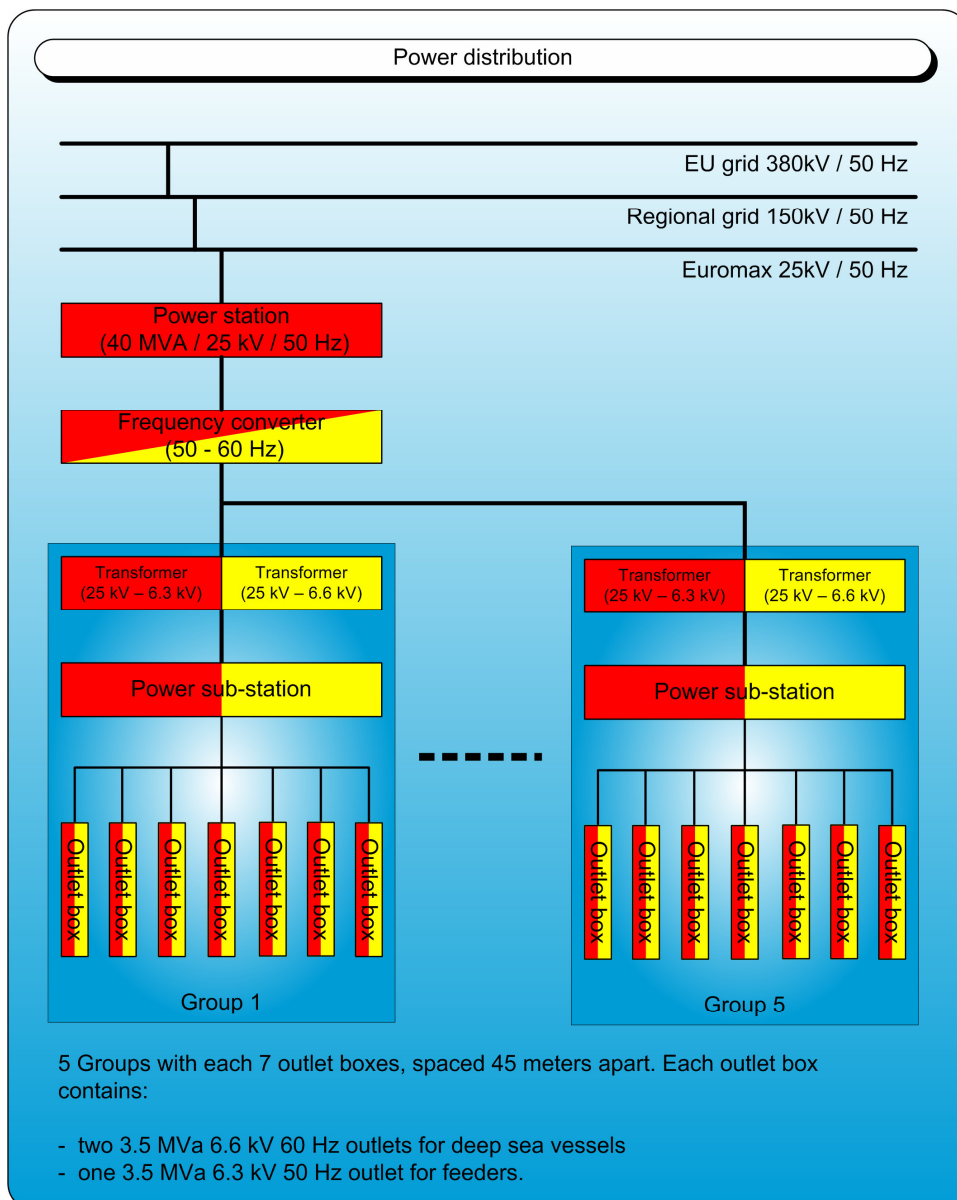 Power distribution
EU grid 380kV / 50 Hz
Regional grid 150kV / 50 Hz
Euromax 25kV / 50 Hz
Power station
(40 MVA / 25 kV / 50 Hz)
Frequency converter
(50 - 60 Hz)
Transformer
(25 kV – 6.3 kV)
Transformer
(25 kV – 6.6 kV)
Power sub-station
Outlet box
Outlet box
Outlet box
Outlet box
Outlet box
Outlet box
Outlet box
Group 1
Transformer
(25 kV – 6.3 kV)
Transformer
(25 kV – 6.6 kV)
Power sub-station
Outlet box
Outlet box
Outlet box
Outlet box
Outlet box
Outlet box
Outlet box
Group 5
5 Groups with each 7 outlet boxes, spaced 45 meters apart. Each outlet box
contains:
- two 3.5 MVa 6.6 kV 60 Hz outlets for deep sea vessels
- one 3.5 MVa 6.3 kV 50 Hz outlet for feeders.